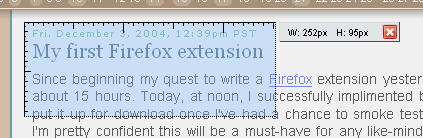 Fri. December 3, 2004, 12:39pm PST
W: 252px H: 95px
My first Firefox extension
Since beginning my quest to write a Firefox extension yester
about 15 hours. Today, at noon, I successfully implimented b
put it up for download once I've had a chance to smoke test
I'm pretty confident this will be a must-have for any like-mind